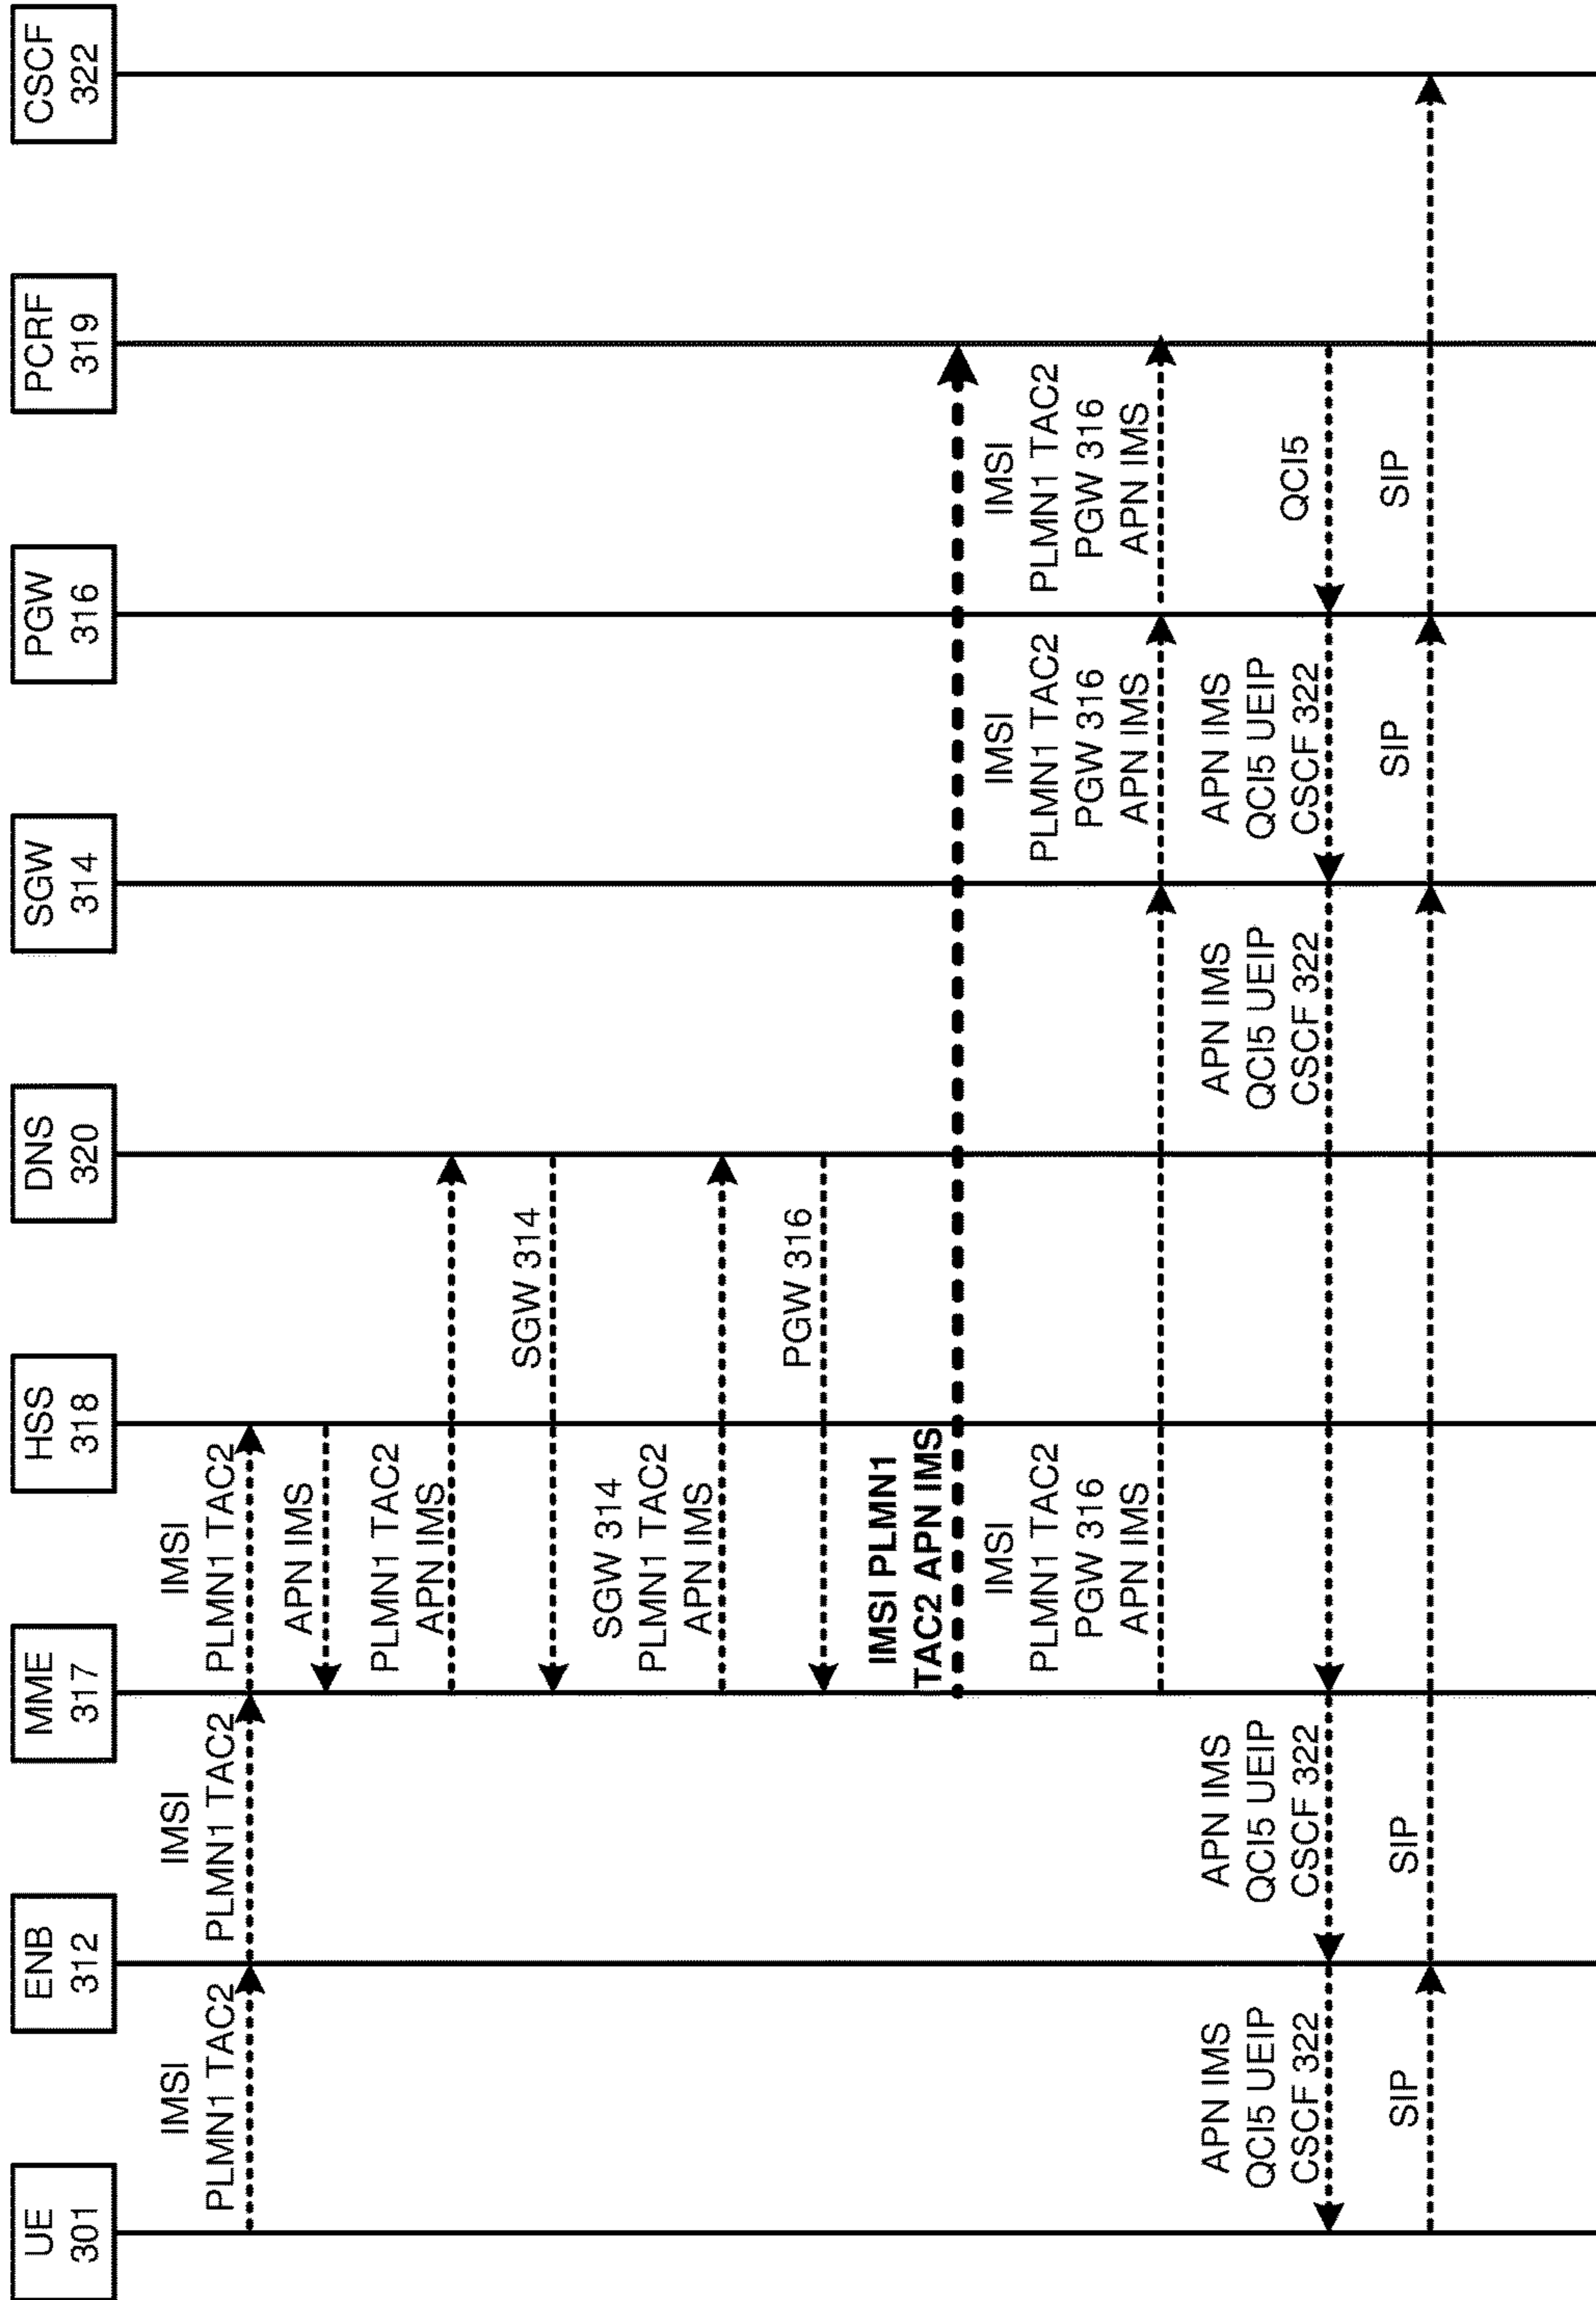 UE
301
ENB
312
MME
317
HSS
318
DNS
320
SGW
314
PGW
316
PCRF
319
CSCF
322
IMSI
PLMN1 TAC2
IMSI
PLMN1 TAC2
IMSI
PLMN1 TAC2
APN IMS
PLMN1 TAC2
APN IMS
SGW 314
SGW 314
PLMN1 TAC2
APN IMS
PGW 316
IMSI PLMN1
TAC2 APN IMS
IMSI
PLMN1 TAC2
PGW 316
APN IMS
IMSI
PLMN1 TAC2
PGW 316
APN IMS
IMSI
PLMN1 TAC2
PGW 316
APN IMS
APN IMS
QCI5 UEIP
CSCF 322
APN IMS
QCI5 UEIP
CSCF 322
APN IMS
QCI5 UEIP
CSCF 322
APN IMS
QCI5 UEIP
CSCF 322
QCI5
SIP
SIP
SIP
SIP